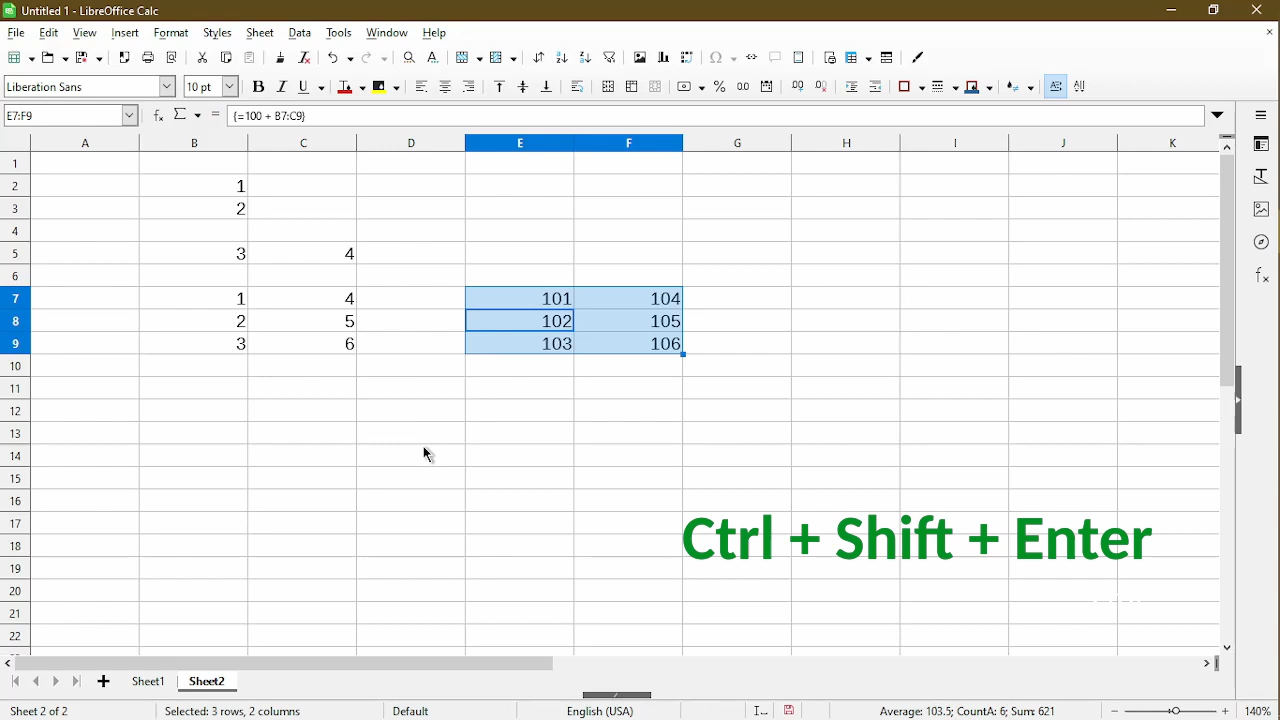 Untitled 1 - LibreOffice Calc
File Edit View Insert Format Styles Sheet Data Tools Window Help
Liberation Sans 10 pt
E7:F9 {=100 + B7:C9}
A B C D E F G H I J K
1
2 1
3 2
4
5 3 4
6
7 1 4 101 104
8 2 5 102 105
9 3 6 103 106
10
11
12
13
14
15
16
17
18
19
20
21
22
Ctrl + Shift + Enter
Sheet1 Sheet2
Sheet 2 of 2 Selected: 3 rows, 2 columns Default English (USA) Average: 103.5; CountA: 6; Sum: 621 140%